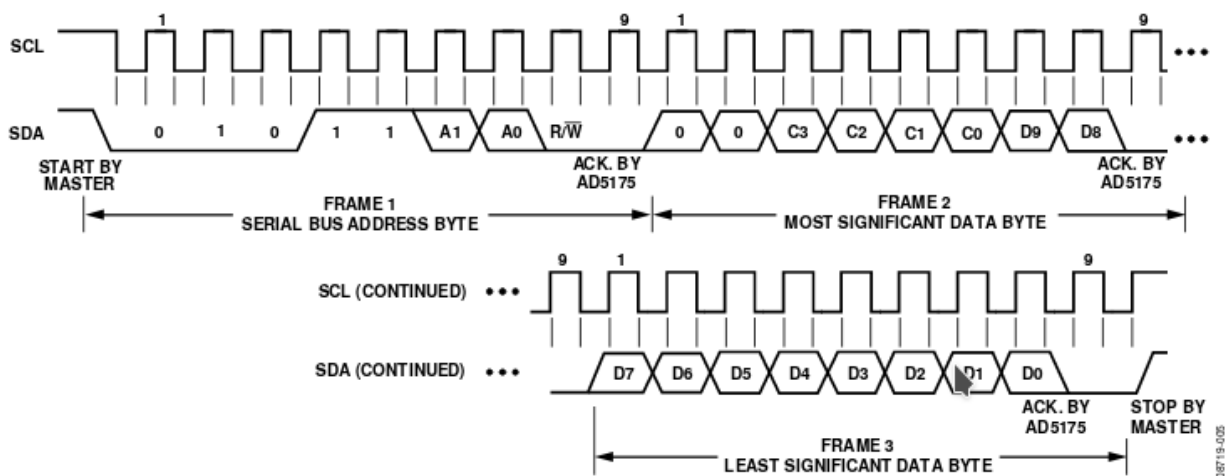 1 9 1 9
SCL
SDA 0 1 0 1 1 A1 A0 R/W̅ 0 0 C3 C2 C1 C0 D9 D8
START BY MASTER
ACK. BY AD5175
ACK. BY AD5175
FRAME 1
SERIAL BUS ADDRESS BYTE
FRAME 2
MOST SIGNIFICANT DATA BYTE
9 1 9
SCL (CONTINUED)
SDA (CONTINUED) D7 D6 D5 D4 D3 D2 D1 D0
ACK. BY AD5175
STOP BY MASTER
FRAME 3
LEAST SIGNIFICANT DATA BYTE
08719-005